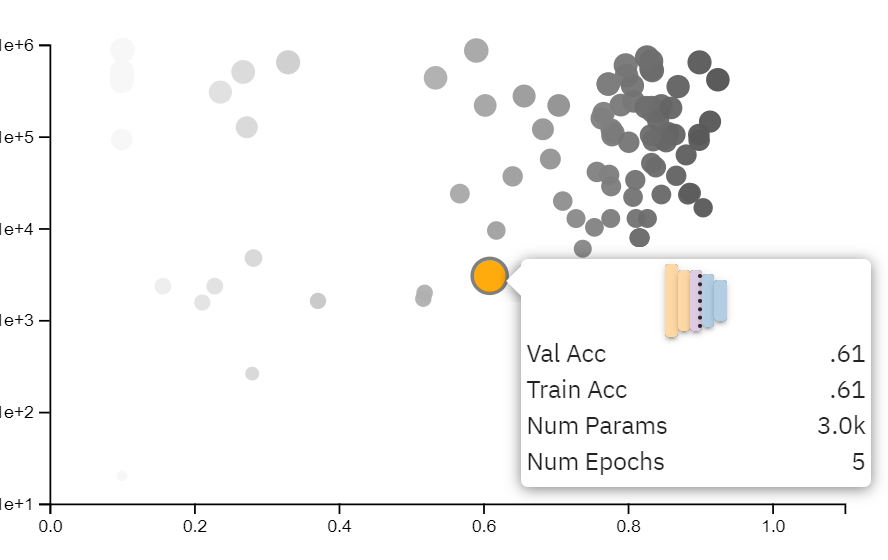 1e+6
1e+5
1e+4
1e+3
1e+2
1e+1
Val Acc .61
Train Acc .61
Num Params 3.0k
Num Epochs 5
0.0 0.2 0.4 0.6 0.8 1.0